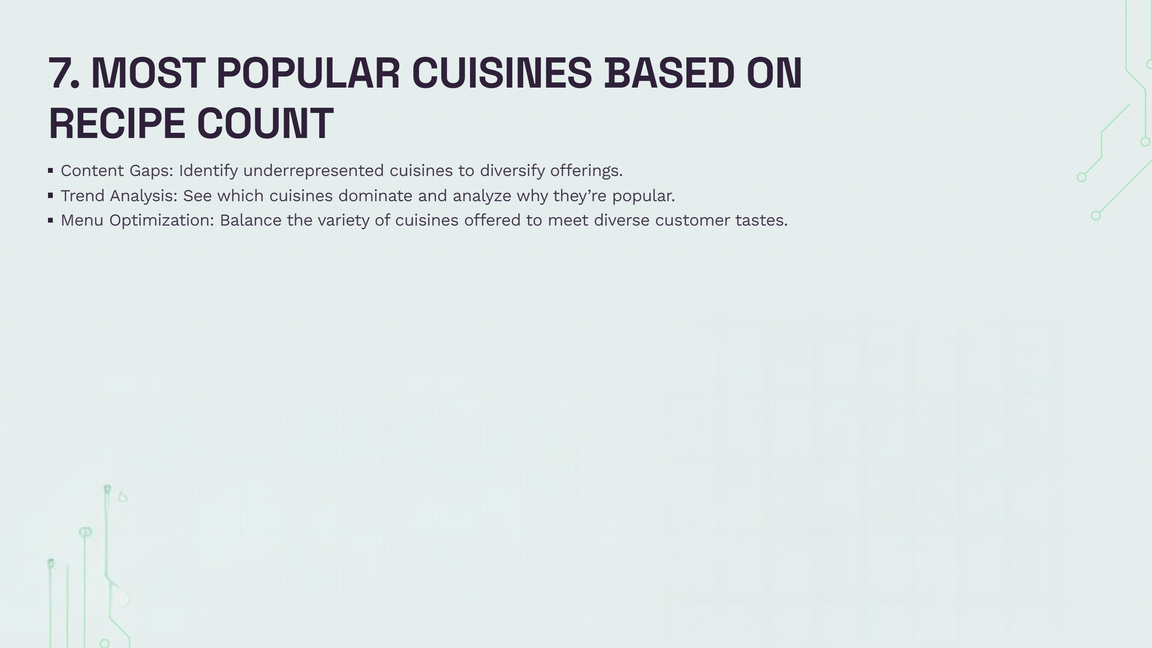 7. MOST POPULAR CUISINES BASED ON
RECIPE COUNT
▪ Content Gaps: Identify underrepresented cuisines to diversify offerings.
▪ Trend Analysis: See which cuisines dominate and analyze why they’re popular.
▪ Menu Optimization: Balance the variety of cuisines offered to meet diverse customer tastes.